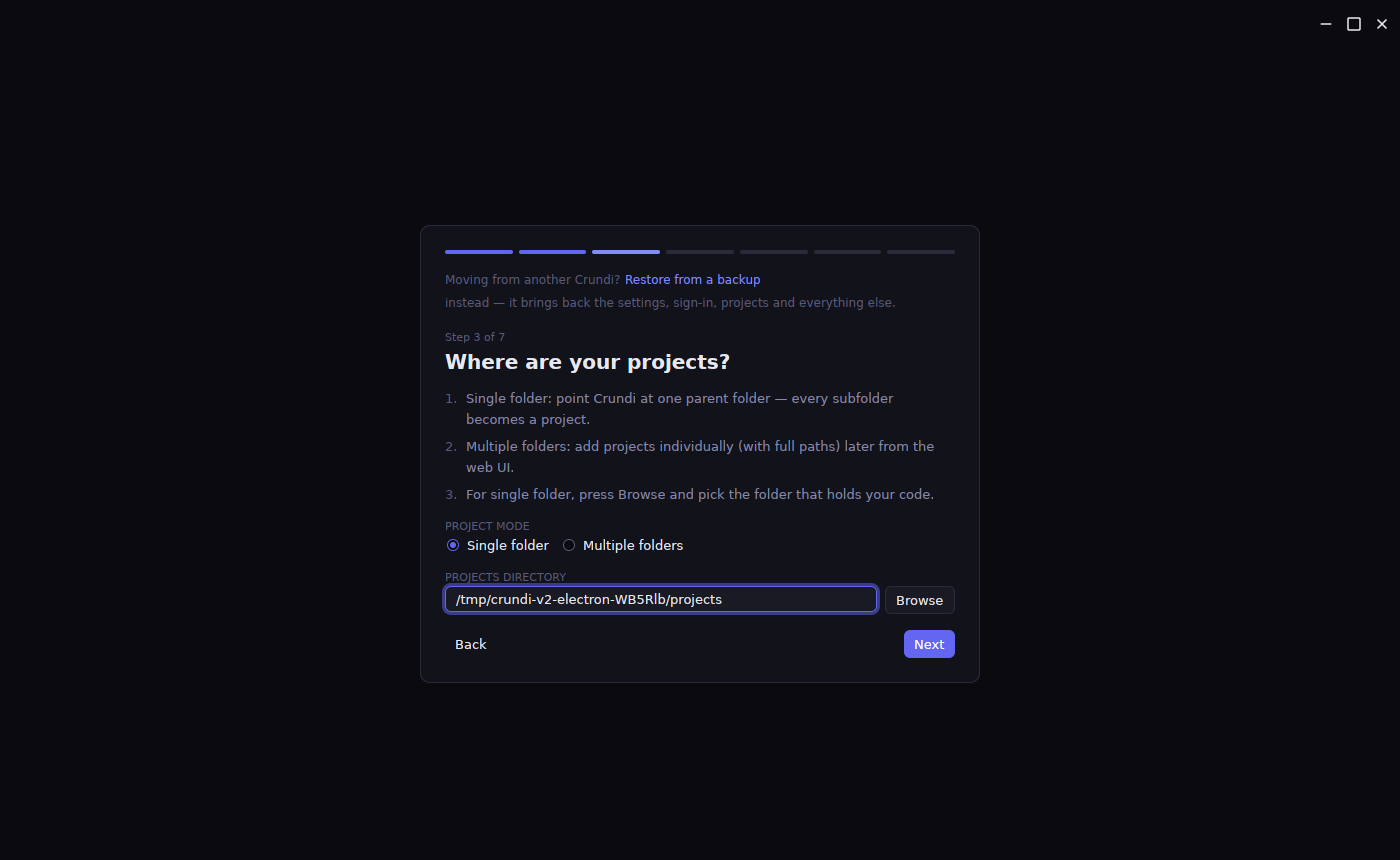 Moving from another Crundi? Restore from a backup
instead — it brings back the settings, sign-in, projects and everything else.
Step 3 of 7
Where are your projects?
1. Single folder: point Crundi at one parent folder — every subfolder
becomes a project.
2. Multiple folders: add projects individually (with full paths) later from the
web UI.
3. For single folder, press Browse and pick the folder that holds your code.
PROJECT MODE
Single folder Multiple folders
PROJECTS DIRECTORY
/tmp/crundi-v2-electron-WB5Rlb/projects Browse
Back Next